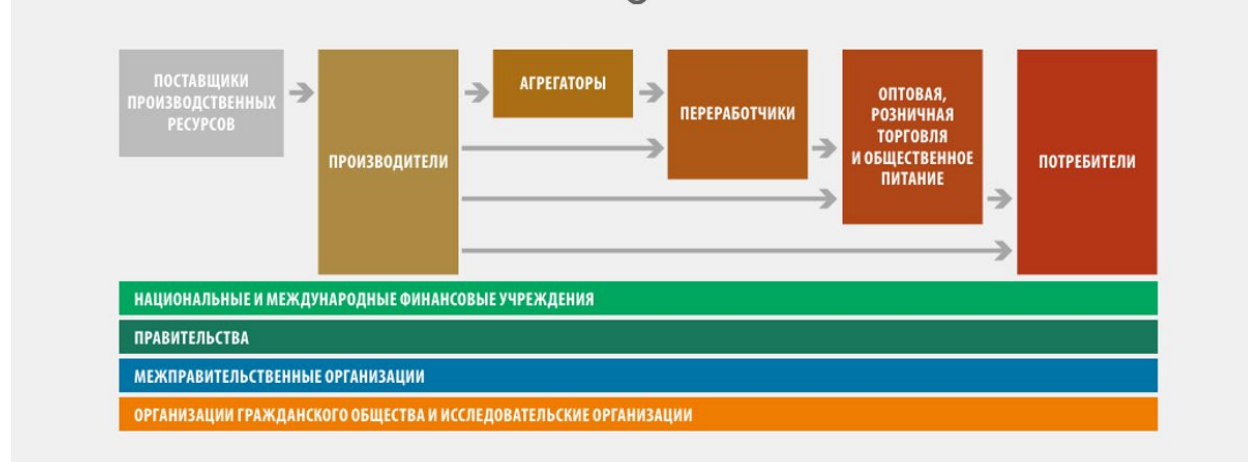 ПОСТАВЩИКИ
ПРОИЗВОДСТВЕННЫХ
РЕСУРСОВ
ПРОИЗВОДИТЕЛИ
АГРЕГАТОРЫ
ПЕРЕРАБОТЧИКИ
ОПТОВАЯ,
РОЗНИЧНАЯ
ТОРГОВЛЯ
И ОБЩЕСТВЕННОЕ
ПИТАНИЕ
ПОТРЕБИТЕЛИ
НАЦИОНАЛЬНЫЕ И МЕЖДУНАРОДНЫЕ ФИНАНСОВЫЕ УЧРЕЖДЕНИЯ
ПРАВИТЕЛЬСТВА
МЕЖПРАВИТЕЛЬСТВЕННЫЕ ОРГАНИЗАЦИИ
ОРГАНИЗАЦИИ ГРАЖДАНСКОГО ОБЩЕСТВА И ИССЛЕДОВАТЕЛЬСКИЕ ОРГАНИЗАЦИИ